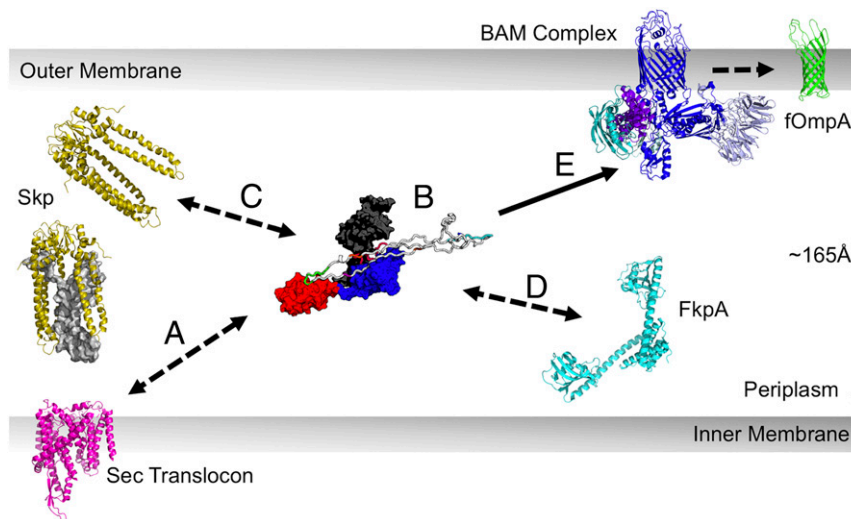 BAM Complex
Outer Membrane
fOmpA
E
C
B
Skp
~165Å
D
FkpA
A
Periplasm
Inner Membrane
Sec Translocon